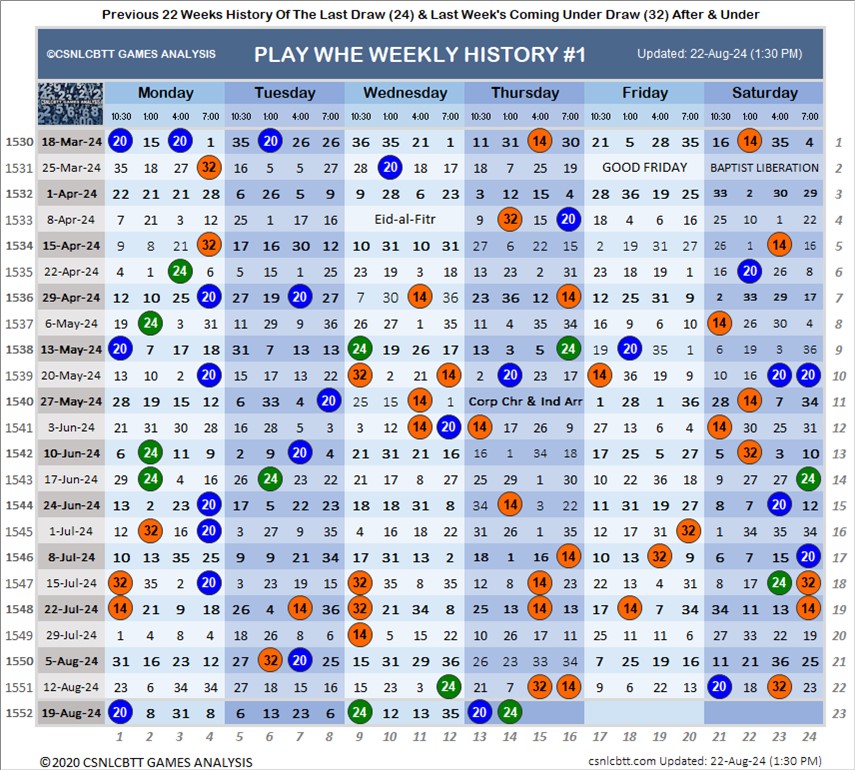 Previous 22 Weeks History Of The Last Draw (24) & Last Week's Coming Under Draw (32) After & Under
©CSNLCBTT GAMES ANALYSIS PLAY WHE WEEKLY HISTORY #1 Updated: 22-Aug-24 (1:30 PM)
Monday Tuesday Wednesday Thursday Friday Saturday
10:30 1:00 4:00 7:00 10:30 1:00 4:00 7:00 10:30 1:00 4:00 7:00 10:30 1:00 4:00 7:00 10:30 1:00 4:00 7:00 10:30 1:00 4:00 7:00
1530 18-Mar-24 20 15 20 1 35 20 26 26 36 35 21 1 11 31 14 30 21 5 28 35 16 14 35 4 1
1531 25-Mar-24 35 18 27 32 16 5 5 27 28 20 18 17 18 7 25 19 GOOD FRIDAY BAPTIST LIBERATION 2
1532 1-Apr-24 22 21 21 28 6 26 5 9 9 28 6 23 3 12 15 4 28 36 19 25 33 2 30 29 3
1533 8-Apr-24 7 21 3 12 25 1 17 16 Eid-al-Fitr 9 32 15 20 18 4 6 16 25 10 1 22 4
1534 15-Apr-24 9 8 21 32 17 16 30 12 10 31 10 31 27 6 22 15 2 19 31 27 26 1 14 16 5
1535 22-Apr-24 4 1 24 6 5 15 1 25 23 19 3 18 13 23 2 31 23 18 19 1 16 20 26 8 6
1536 29-Apr-24 12 10 25 20 27 19 20 27 7 30 14 36 23 36 12 14 12 25 31 9 2 33 29 17 7
1537 6-May-24 19 24 3 31 11 29 9 36 26 27 1 35 11 4 35 34 16 9 6 10 14 26 30 4 8
1538 13-May-24 20 7 17 18 31 7 13 13 24 19 26 17 13 3 5 24 19 20 35 1 6 19 3 36 9
1539 20-May-24 13 10 2 20 15 17 13 22 32 2 21 14 2 20 23 17 14 36 19 9 10 16 20 20 10
1540 27-May-24 28 19 15 12 6 33 4 20 25 15 14 1 Corp Chr & Ind Arr 1 28 1 36 28 14 7 34 11
1541 3-Jun-24 21 31 30 28 16 28 5 3 3 12 14 20 14 17 26 9 27 13 6 4 14 30 25 31 12
1542 10-Jun-24 6 24 11 9 2 9 20 4 21 31 5 31 16 1 34 18 17 25 5 27 5 32 3 10 13
1543 17-Jun-24 29 24 4 16 6 24 23 22 21 17 8 27 25 29 1 30 10 22 36 18 9 27 27 24 14
1544 24-Jun-24 13 2 23 20 17 5 22 23 18 18 31 8 34 14 3 22 11 31 19 27 8 7 20 12 15
1545 1-Jul-24 12 32 16 20 3 27 9 35 4 16 18 22 31 26 1 35 12 17 31 20 1 34 35 34 16
1546 8-Jul-24 10 13 35 25 9 9 21 34 17 31 13 2 18 1 16 14 10 13 32 9 6 7 15 20 17
1547 15-Jul-24 32 35 2 20 3 23 19 15 32 35 8 35 12 8 14 23 22 13 4 31 8 17 24 32 18
1548 22-Jul-24 14 21 9 18 26 4 14 36 32 21 34 8 25 13 14 13 17 14 7 34 34 11 13 14 19
1549 29-Jul-24 1 4 8 4 18 26 8 6 14 5 15 22 10 26 17 11 25 11 11 6 27 33 22 19 20
1550 5-Aug-24 31 16 23 12 27 32 20 25 15 31 29 36 26 23 33 34 7 25 19 16 11 21 36 25 21
1551 12-Aug-24 23 6 34 34 27 18 15 16 15 23 3 24 21 7 32 14 9 6 22 13 20 18 32 23 22
1552 19-Aug-24 20 8 31 8 6 13 23 6 24 12 13 35 20 24 23
1 2 3 4 5 6 7 8 9 10 11 12 13 14 15 16 17 18 19 20 21 22 23 24
©2020 CSNLCBTT GAMES ANALYSIS csnlcbtt.com Updated: 22-Aug-24 (1:30 PM)